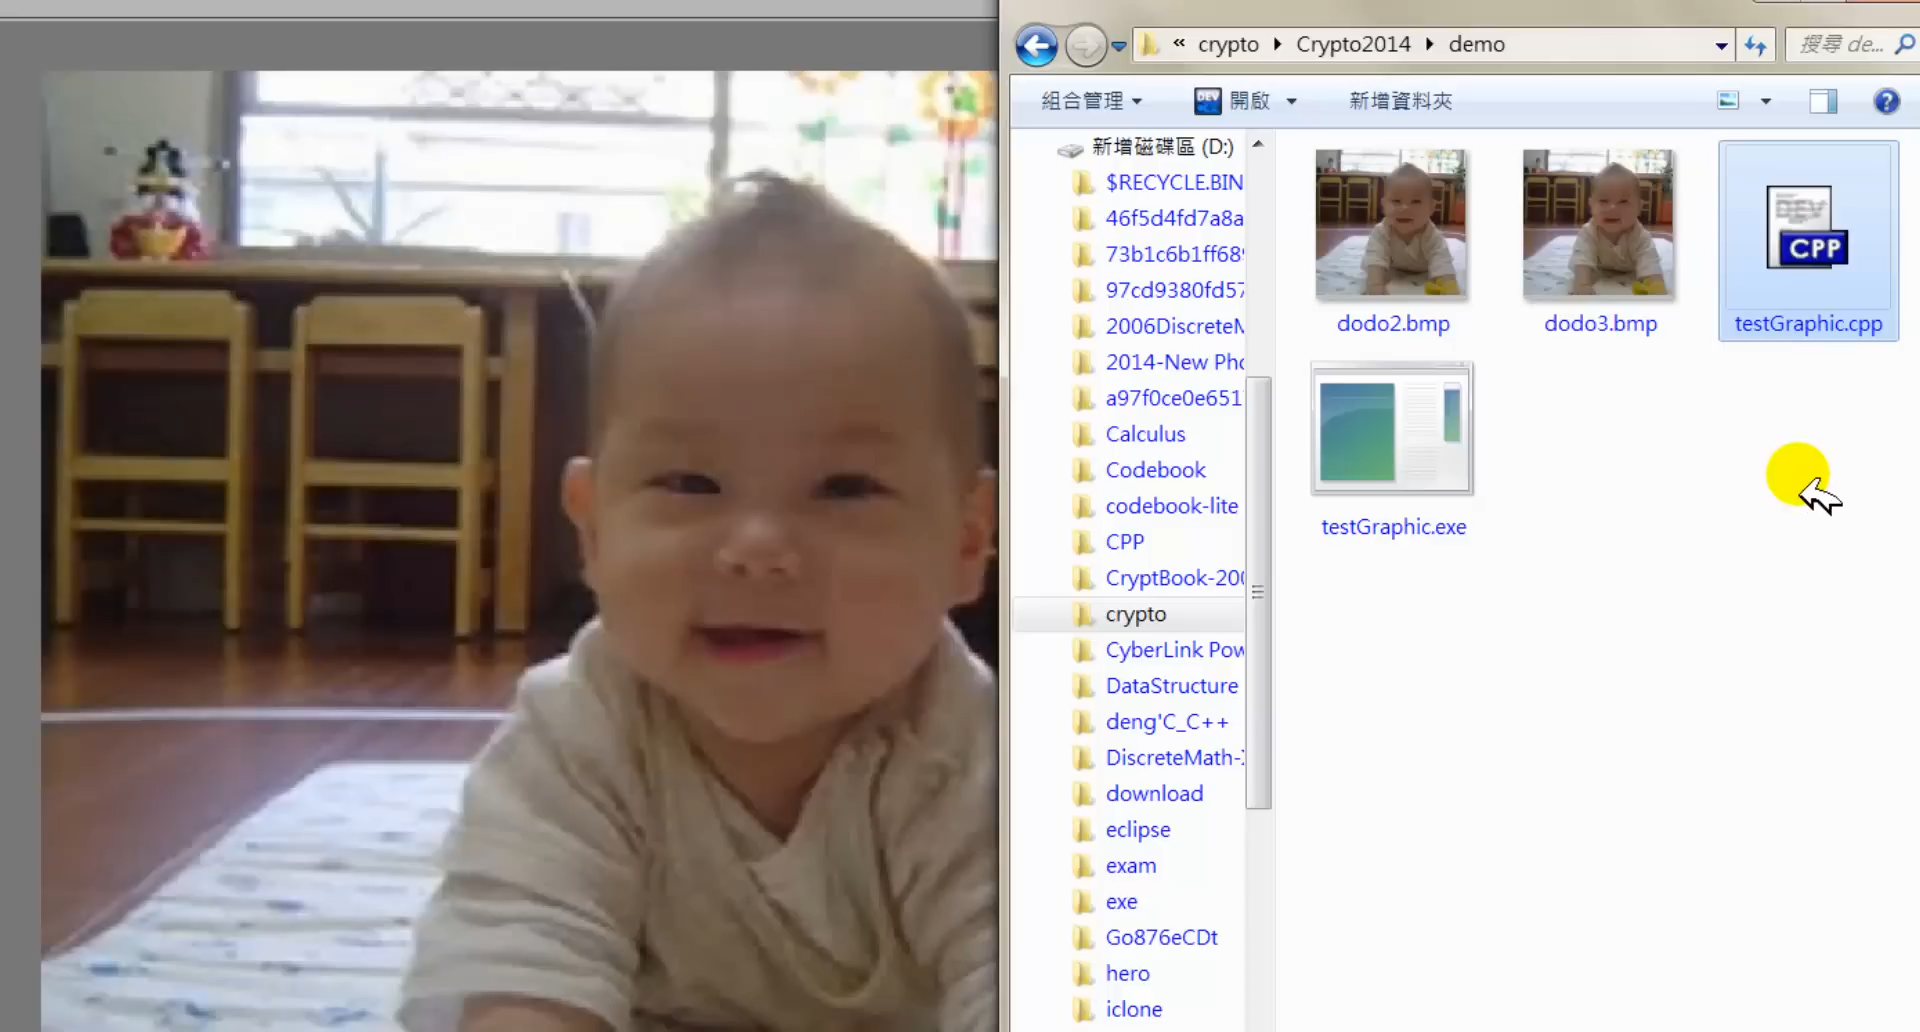 « crypto ▸ Crypto2014 ▸ demo
搜尋 de...
組合管理
DEV
開啟
新增資料夾
新增磁碟區 (D:)
$RECYCLE.BIN
46f5d4fd7a8a
73b1c6b1ff68
97cd9380fd57
2006Discrete
2014-New Pho
a97f0ce0e651
Calculus
Codebook
codebook-lite
CPP
CryptBook-200
crypto
CyberLink Pow
DataStructure
deng'C_C++
DiscreteMath-
download
eclipse
exam
exe
Go876eCDt
hero
iclone
dodo2.bmp
dodo3.bmp
CPP
testGraphic.cpp
testGraphic.exe